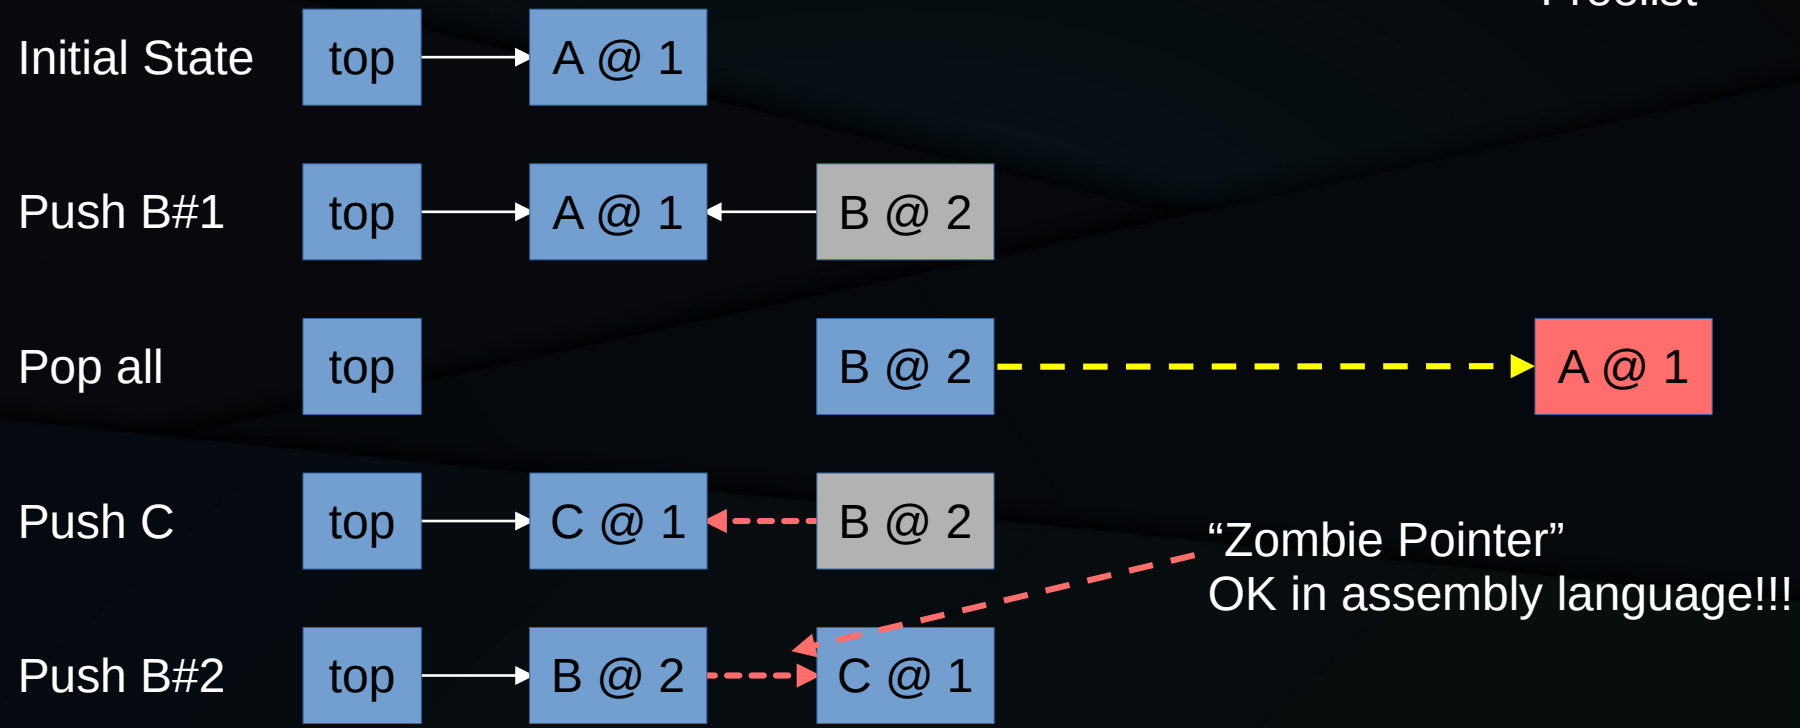 Initial State top A @ 1
Push B#1 top A @ 1 B @ 2
Pop all top B @ 2 A @ 1
Push C top C @ 1 B @ 2
“Zombie Pointer”
OK in assembly language!!!
Push B#2 top B @ 2 C @ 1